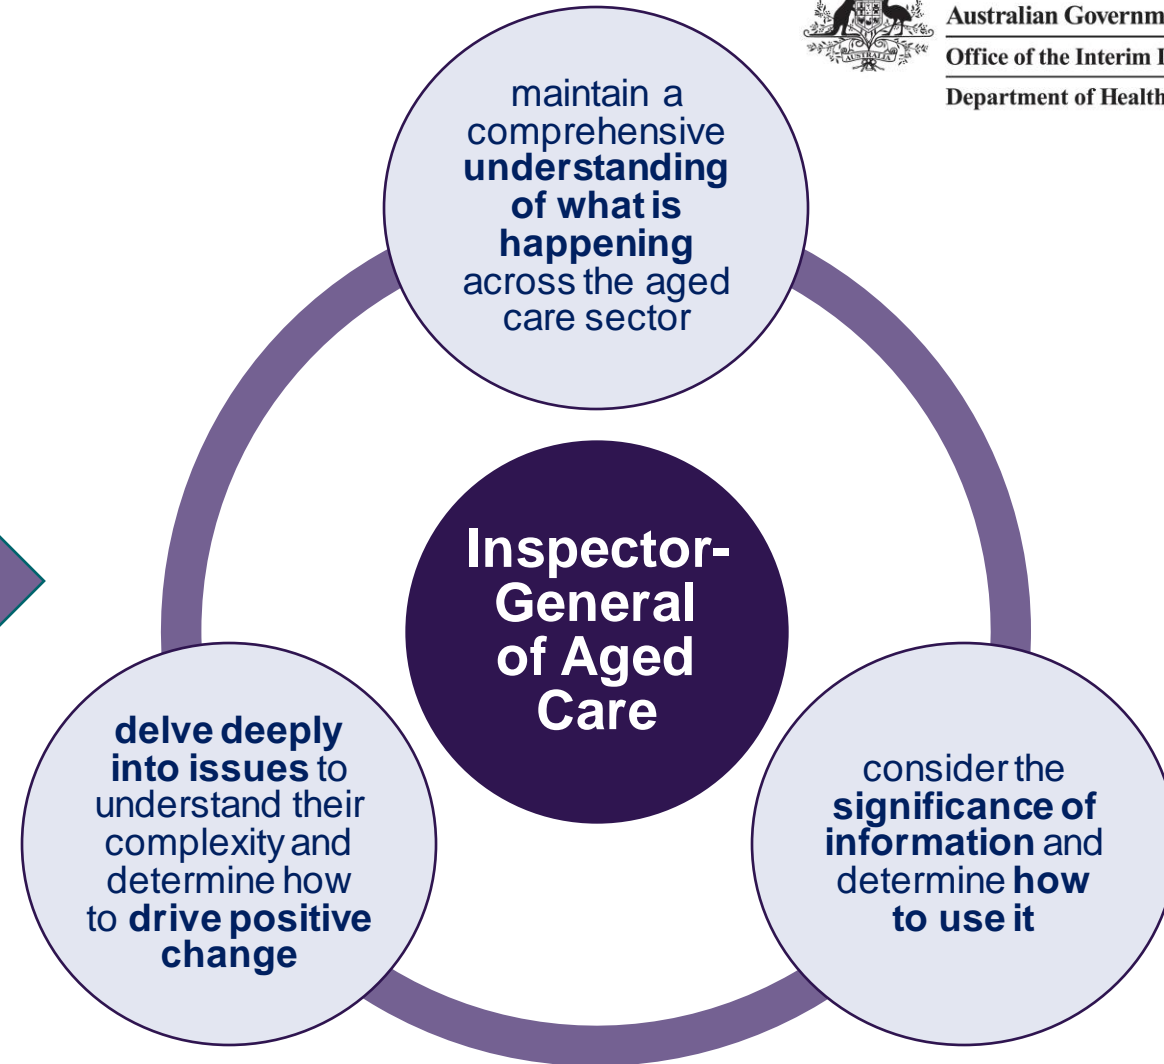 Australian Governm
Office of the Interim I
Department of Health
AUSTRALIA
maintain a
comprehensive
understanding
of what is
happening
across the aged
care sector
Inspector-
General
of Aged
Care
delve deeply
into issues to
understand their
complexity and
determine how
to drive positive
change
consider the
significance of
information and
determine how
to use it